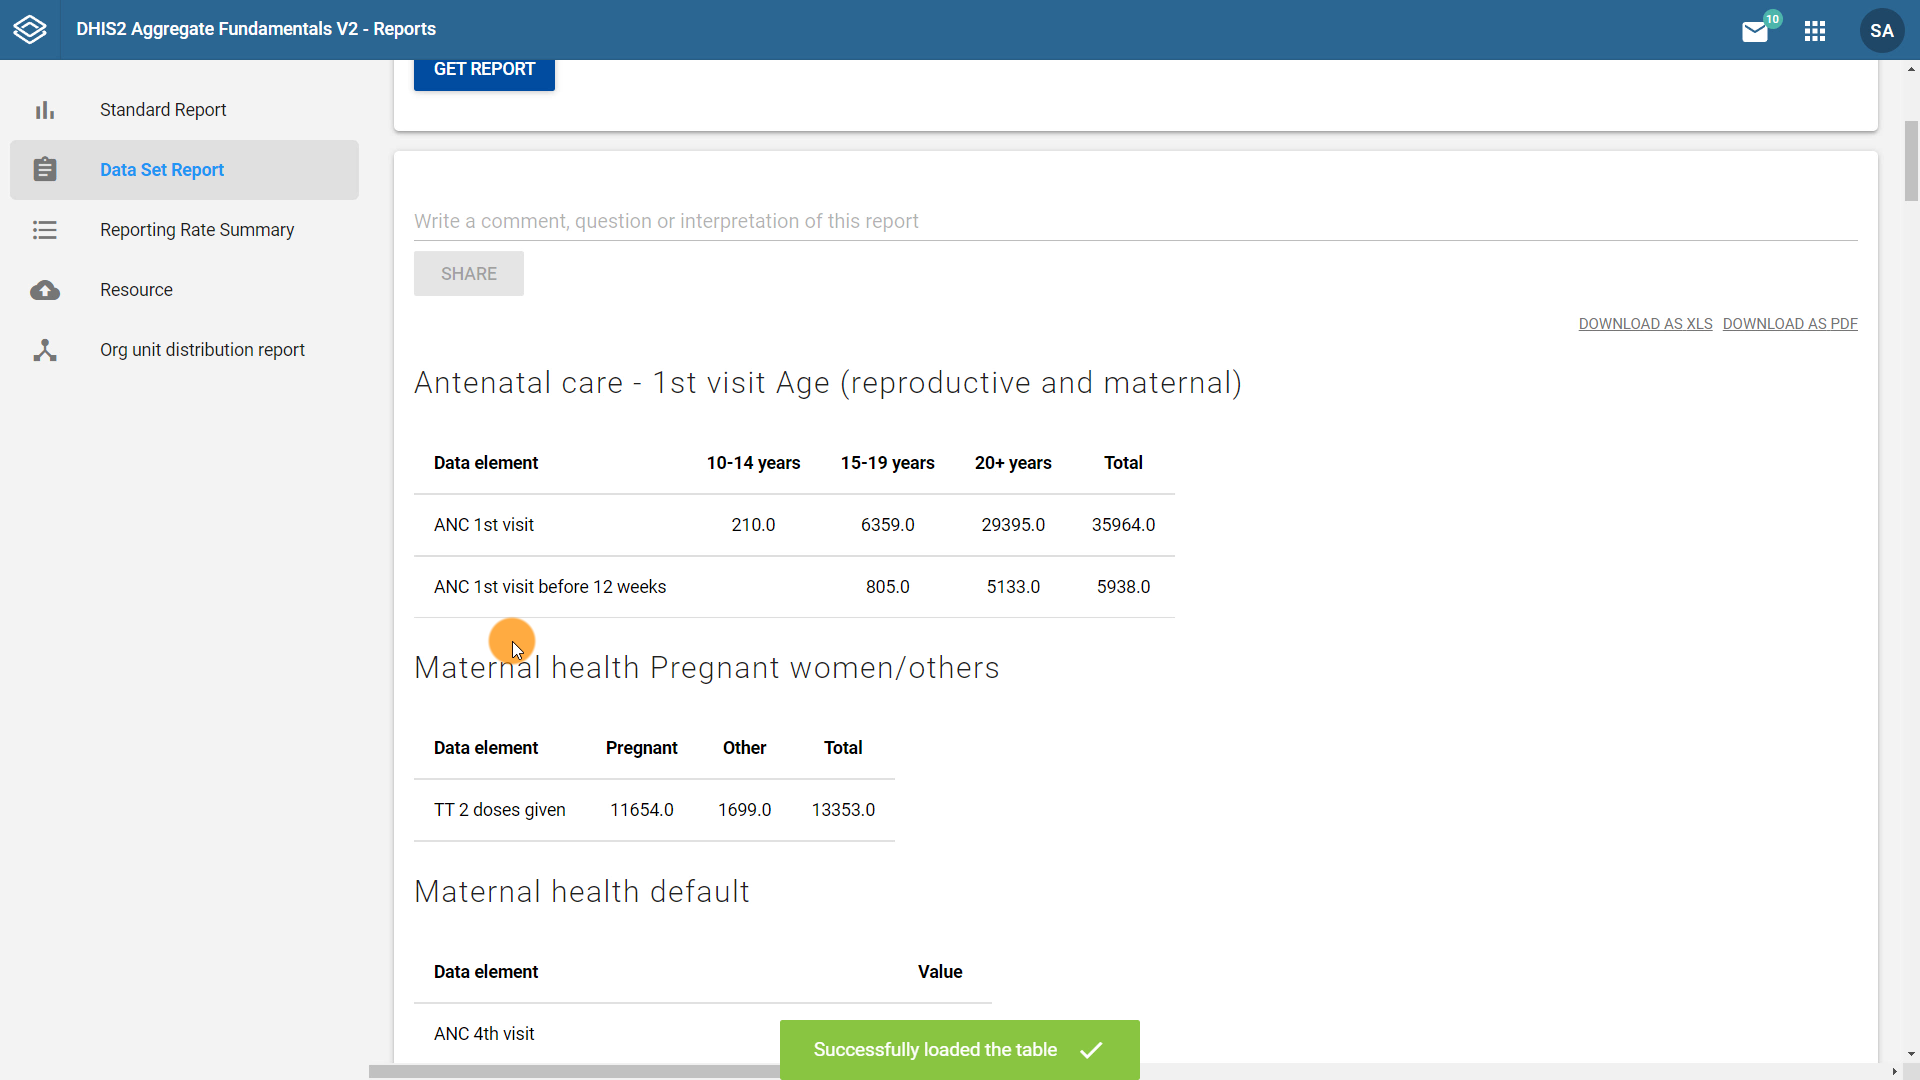 DHIS2 Aggregate Fundamentals V2 - Reports
10
SA
Standard Report
Data Set Report
Reporting Rate Summary
Resource
Org unit distribution report
GET REPORT
Write a comment, question or interpretation of this report
SHARE
DOWNLOAD AS XLS DOWNLOAD AS PDF
Antenatal care - 1st visit Age (reproductive and maternal)
Data element 10-14 years 15-19 years 20+ years Total
ANC 1st visit 210.0 6359.0 29395.0 35964.0
ANC 1st visit before 12 weeks 805.0 5133.0 5938.0
Maternal health Pregnant women/others
Data element Pregnant Other Total
TT 2 doses given 11654.0 1699.0 13353.0
Maternal health default
Data element Value
ANC 4th visit
Successfully loaded the table